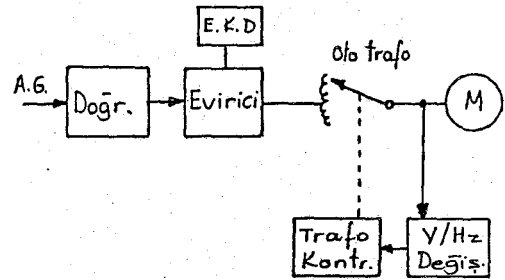 E.K.D
Oto trafo
A.G.
Doğr.
Evirici
M
Trafo
Kontr.
V/Hz
Değiş.